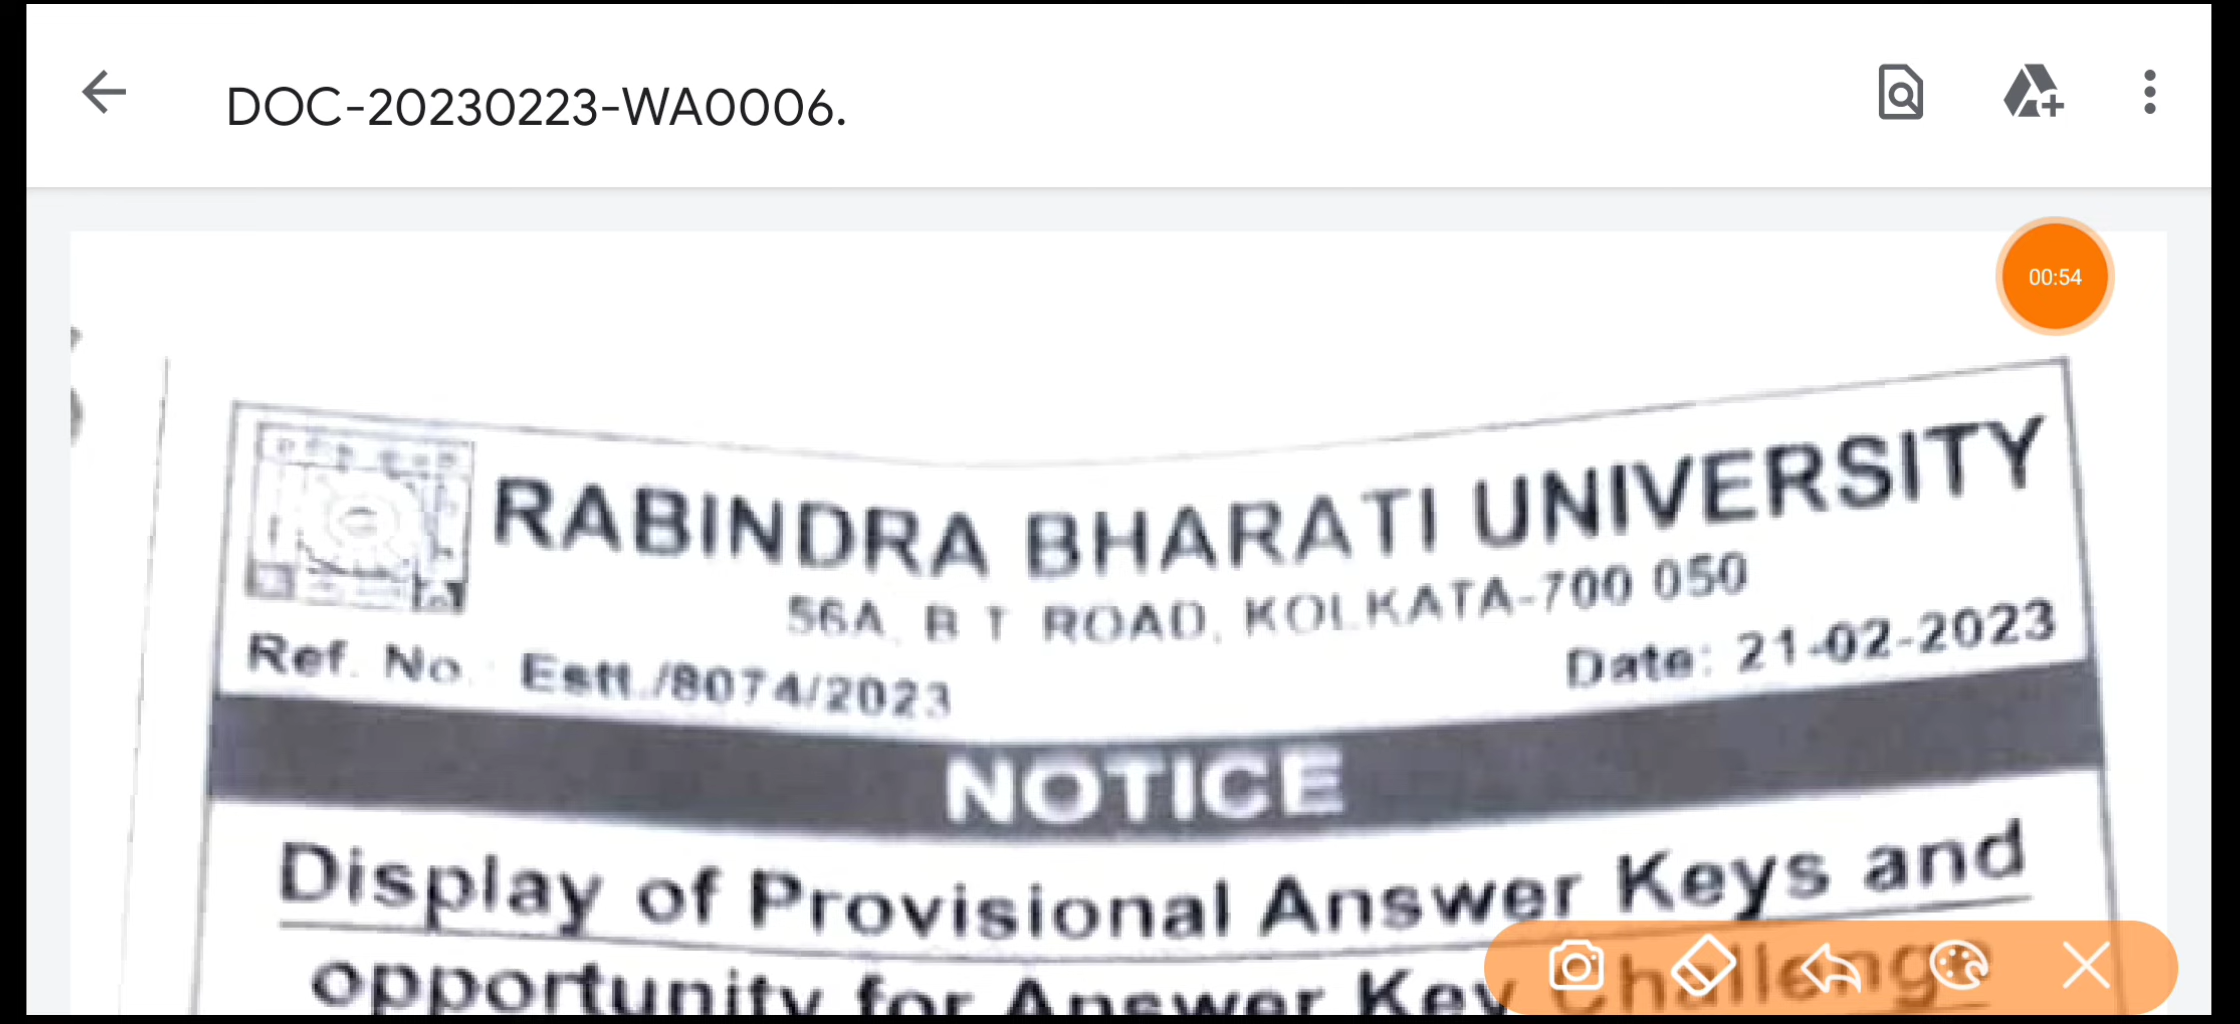 DOC-20230223-WA0006.
00:54
RABINDRA BHARATI UNIVERSITY
56A, B T ROAD, KOLKATA-700 050
Ref. No. Estt./8074/2023
Date: 21-02-2023
NOTICE
Display of Provisional Answer Keys and
opportunity for Answer Key Challenge